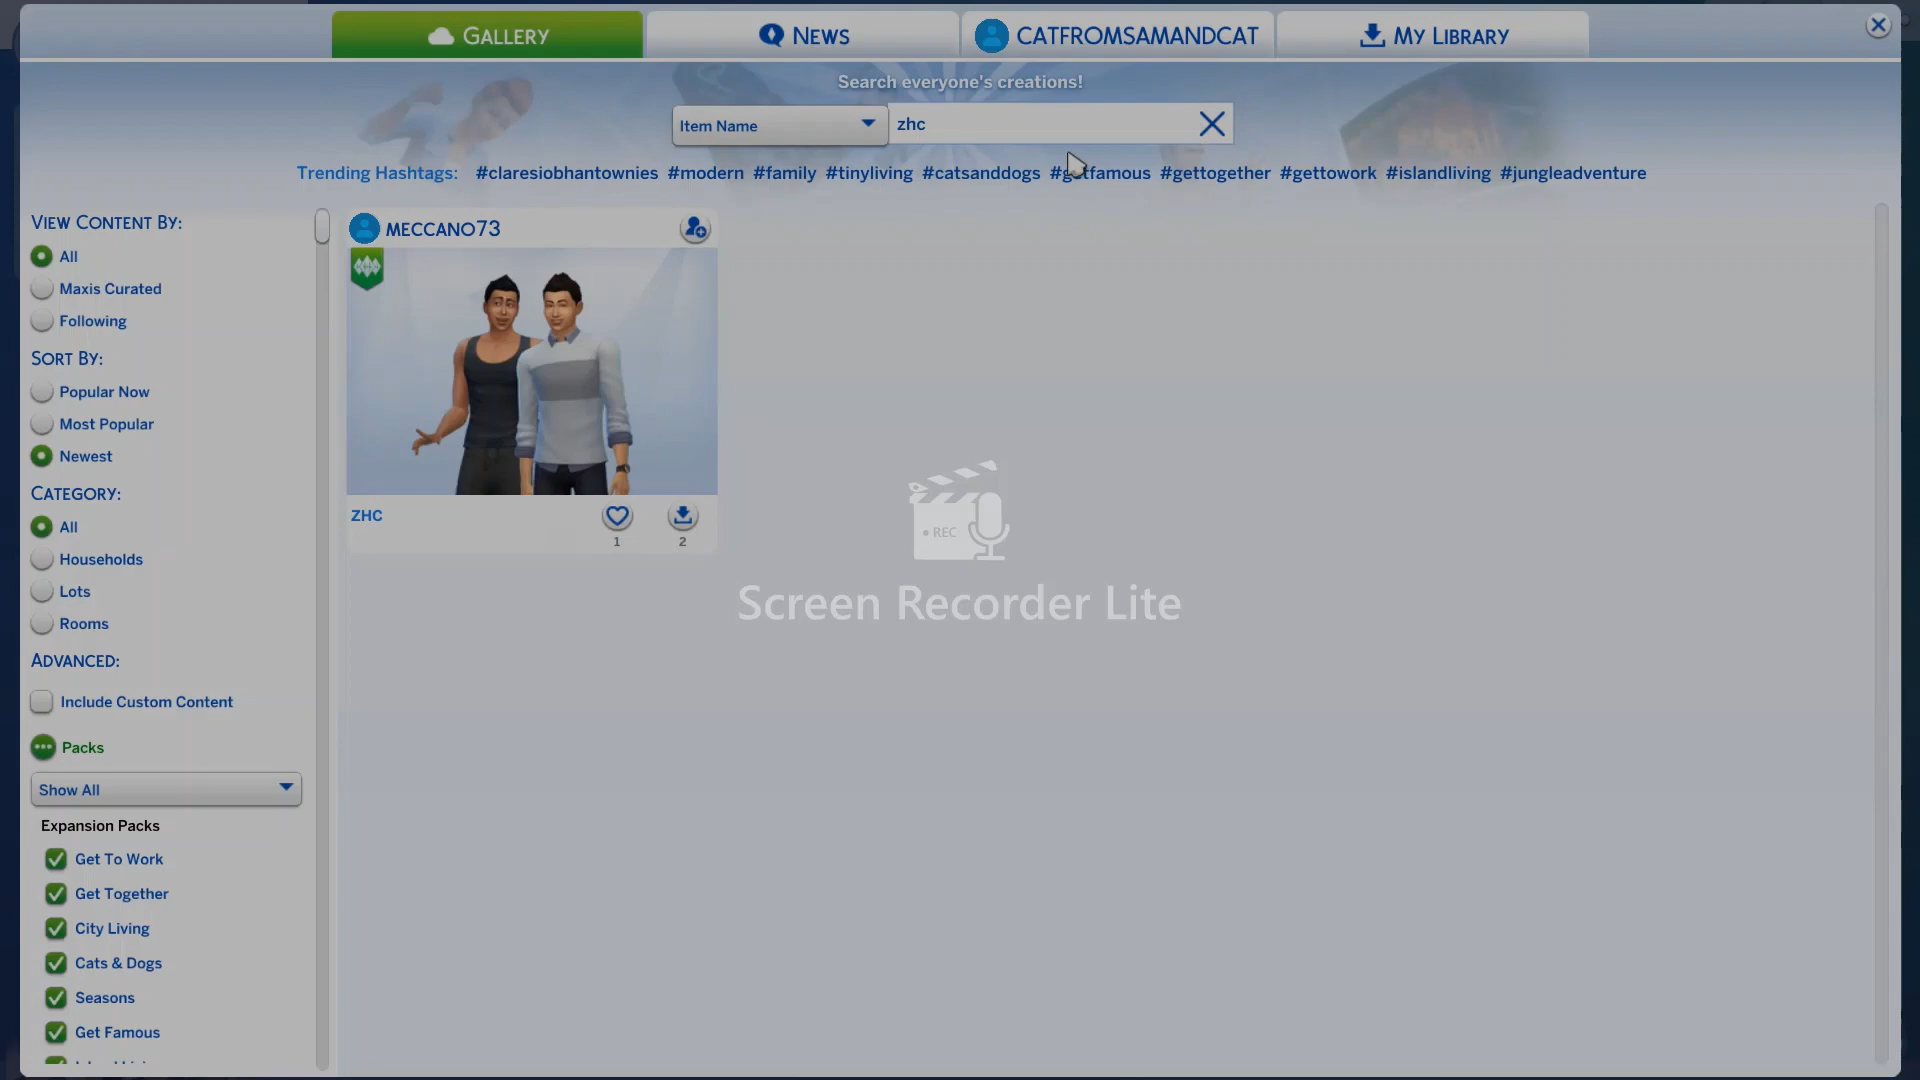 GALLERY
NEWS
CATFROMSAMANDCAT
MY LIBRARY
Search everyone's creations!
Item Name
zhc
Trending Hashtags: #claresiobhantownies #modern #family #tinyliving #catsanddogs #getfamous #gettogether #gettowork #islandliving #jungleadventure
VIEW CONTENT BY:
All
Maxis Curated
Following
SORT BY:
Popular Now
Most Popular
Newest
CATEGORY:
All
Households
Lots
Rooms
ADVANCED:
Include Custom Content
Packs
Show All
Expansion Packs
Get To Work
Get Together
City Living
Cats & Dogs
Seasons
Get Famous
MECCANO73
ZHC
1
2
• REC
Screen Recorder Lite